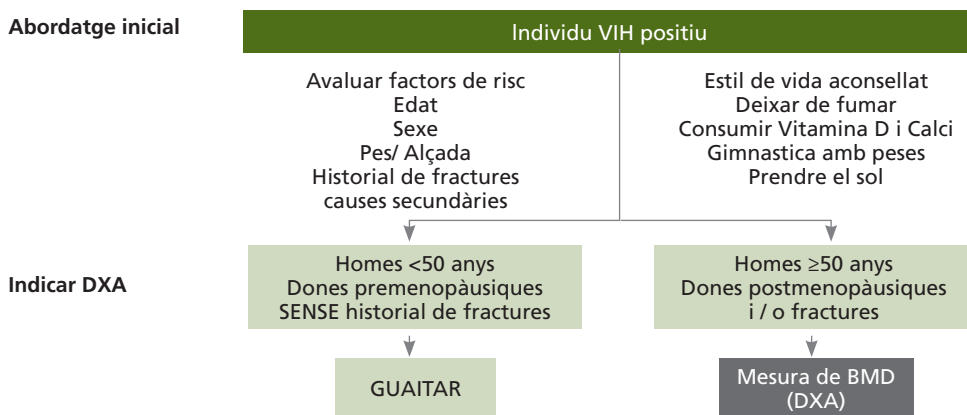 Abordatge inicial
Individu VIH positiu
Avaluar factors de risc
Edat
Sexe
Pes/ Alçada
Historial de fractures
causes secundàries
Estil de vida aconsellat
Deixar de fumar
Consumir Vitamina D i Calci
Gimnastica amb peses
Prendre el sol
Indicar DXA
Homes <50 anys
Dones premenopàusiques
SENSE historial de fractures
Homes ≥50 anys
Dones postmenopàusiques
i / o fractures
GUAITAR
Mesura de BMD
(DXA)